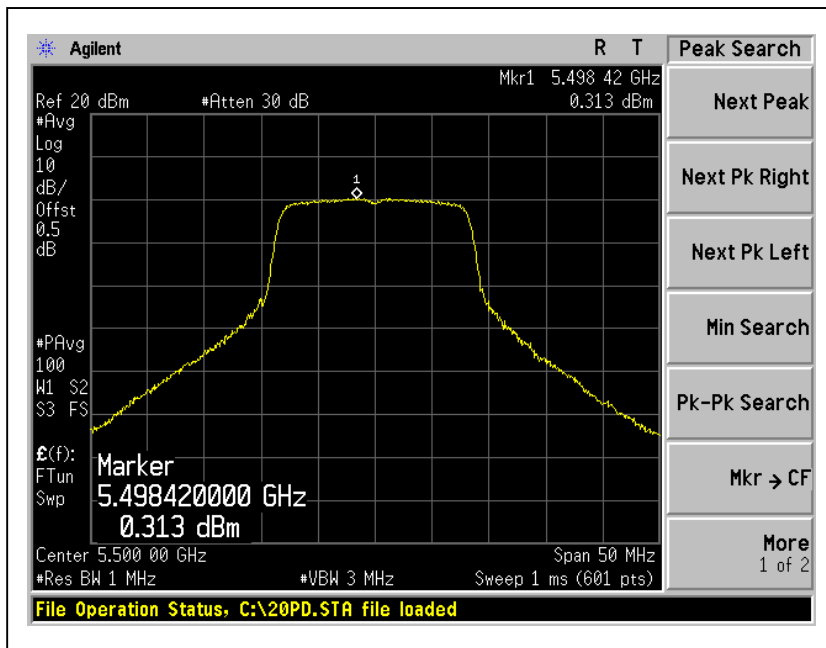 Agilent R T Peak Search
Mkr1 5.498 42 GHz
Ref 20 dBm #Atten 30 dB 0.313 dBm
Next Peak
#Avg
Log
10
dB/
Offst
0.5
dB
1
Next Pk Right
Next Pk Left
Min Search
#PAvg
100
W1 S2
S3 FS
Pk-Pk Search
£(f):
FTun
Swp
Marker
5.498420000 GHz
0.313 dBm
Mkr → CF
Center 5.500 00 GHz Span 50 MHz
#Res BW 1 MHz #VBW 3 MHz Sweep 1 ms (601 pts)
More
1 of 2
File Operation Status, C:\20PD.STA file loaded